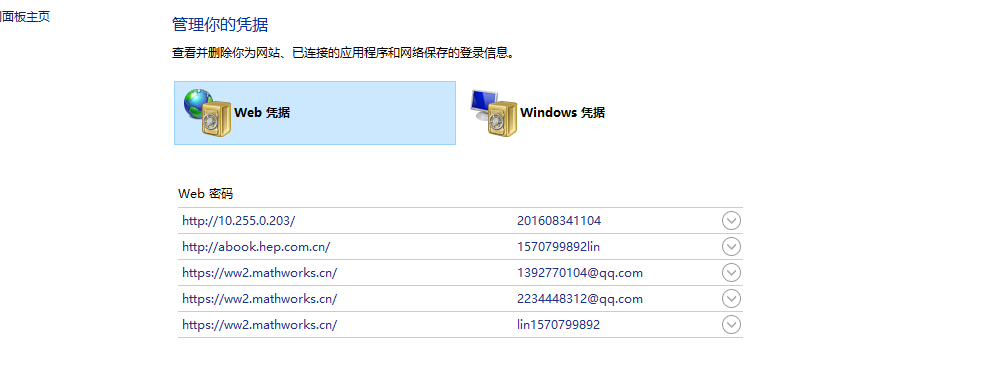 面板主页
管理你的凭据
查看并删除你为网站、已连接的应用程序和网络保存的登录信息。
Web 凭据
Windows 凭据
Web 密码
http://10.255.0.203/ 201608341104
http://abook.hep.com.cn/ 1570799892lin
https://ww2.mathworks.cn/ 1392770104@qq.com
https://ww2.mathworks.cn/ 2234448312@qq.com
https://ww2.mathworks.cn/ lin1570799892